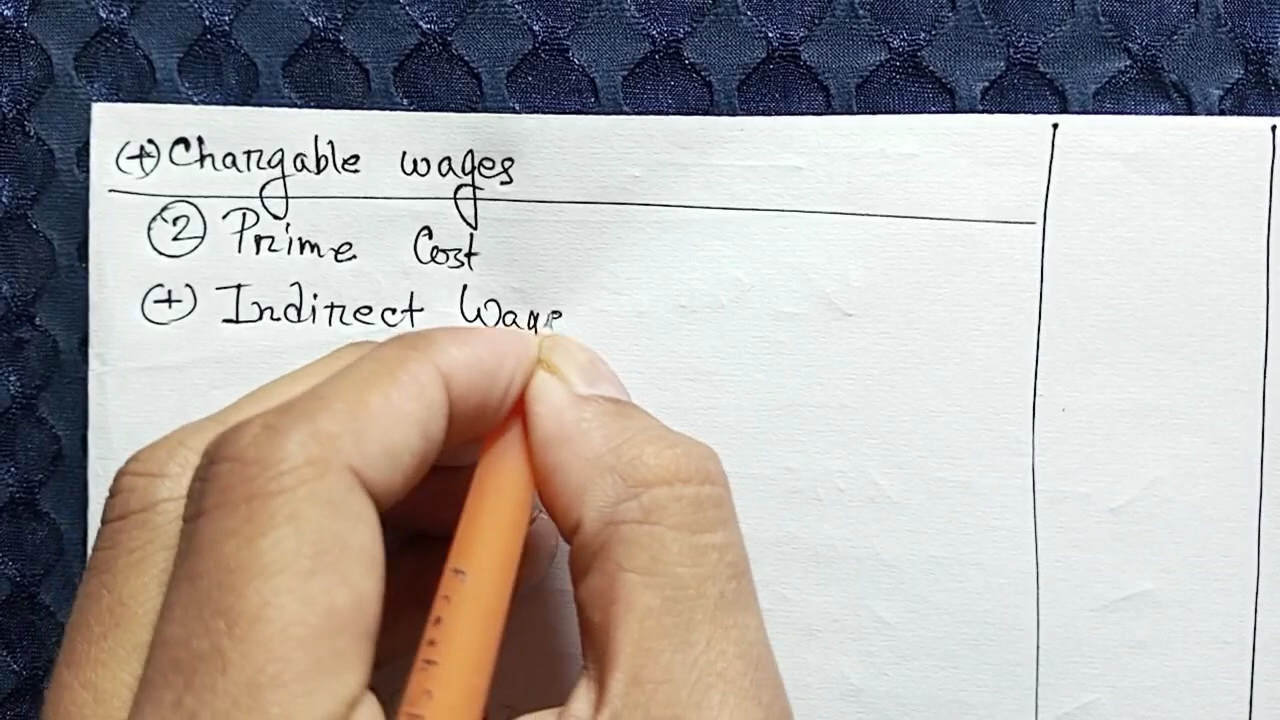 (+) Chargable wages
② Prime Cost
(+) Indirect Wage